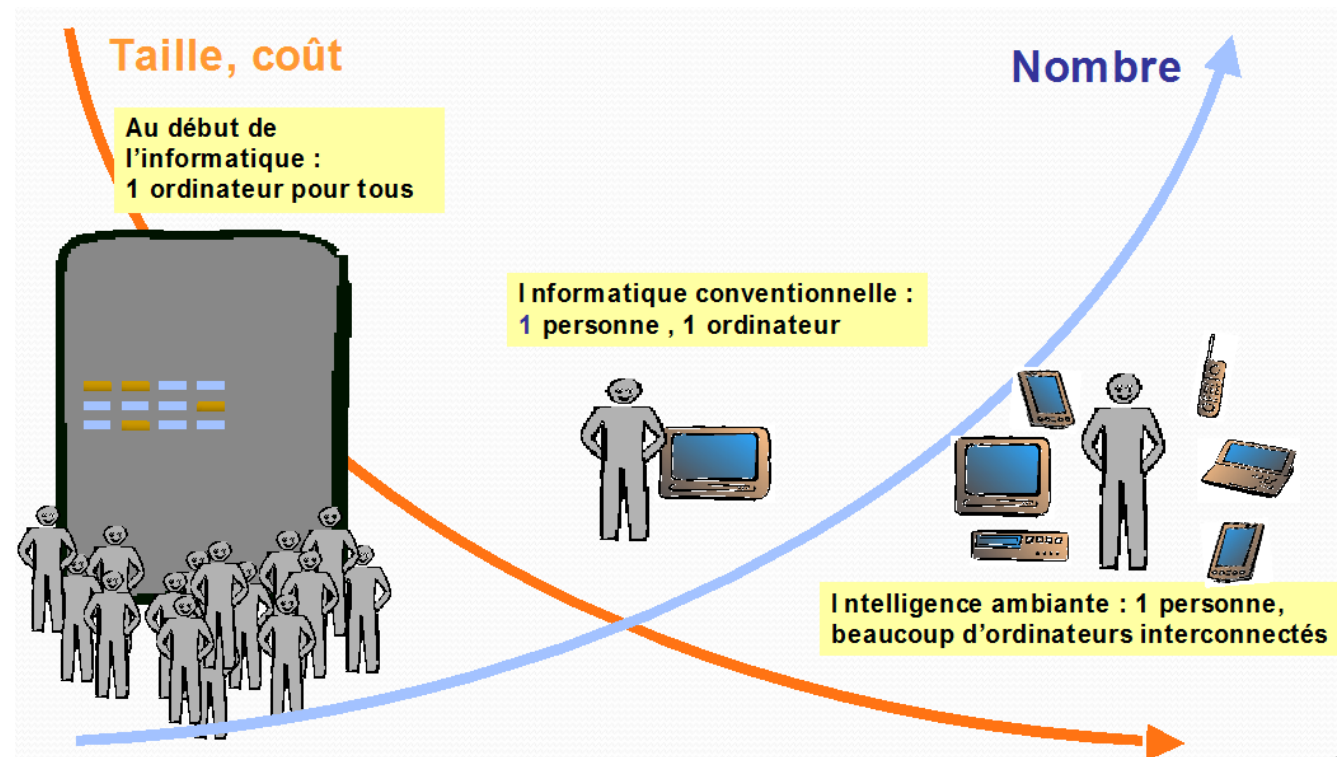 Taille, coût
Nombre
Au début de
l'informatique :
1 ordinateur pour tous
Informatique conventionnelle :
1 personne , 1 ordinateur
Intelligence ambiante : 1 personne,
beaucoup d'ordinateurs interconnectés